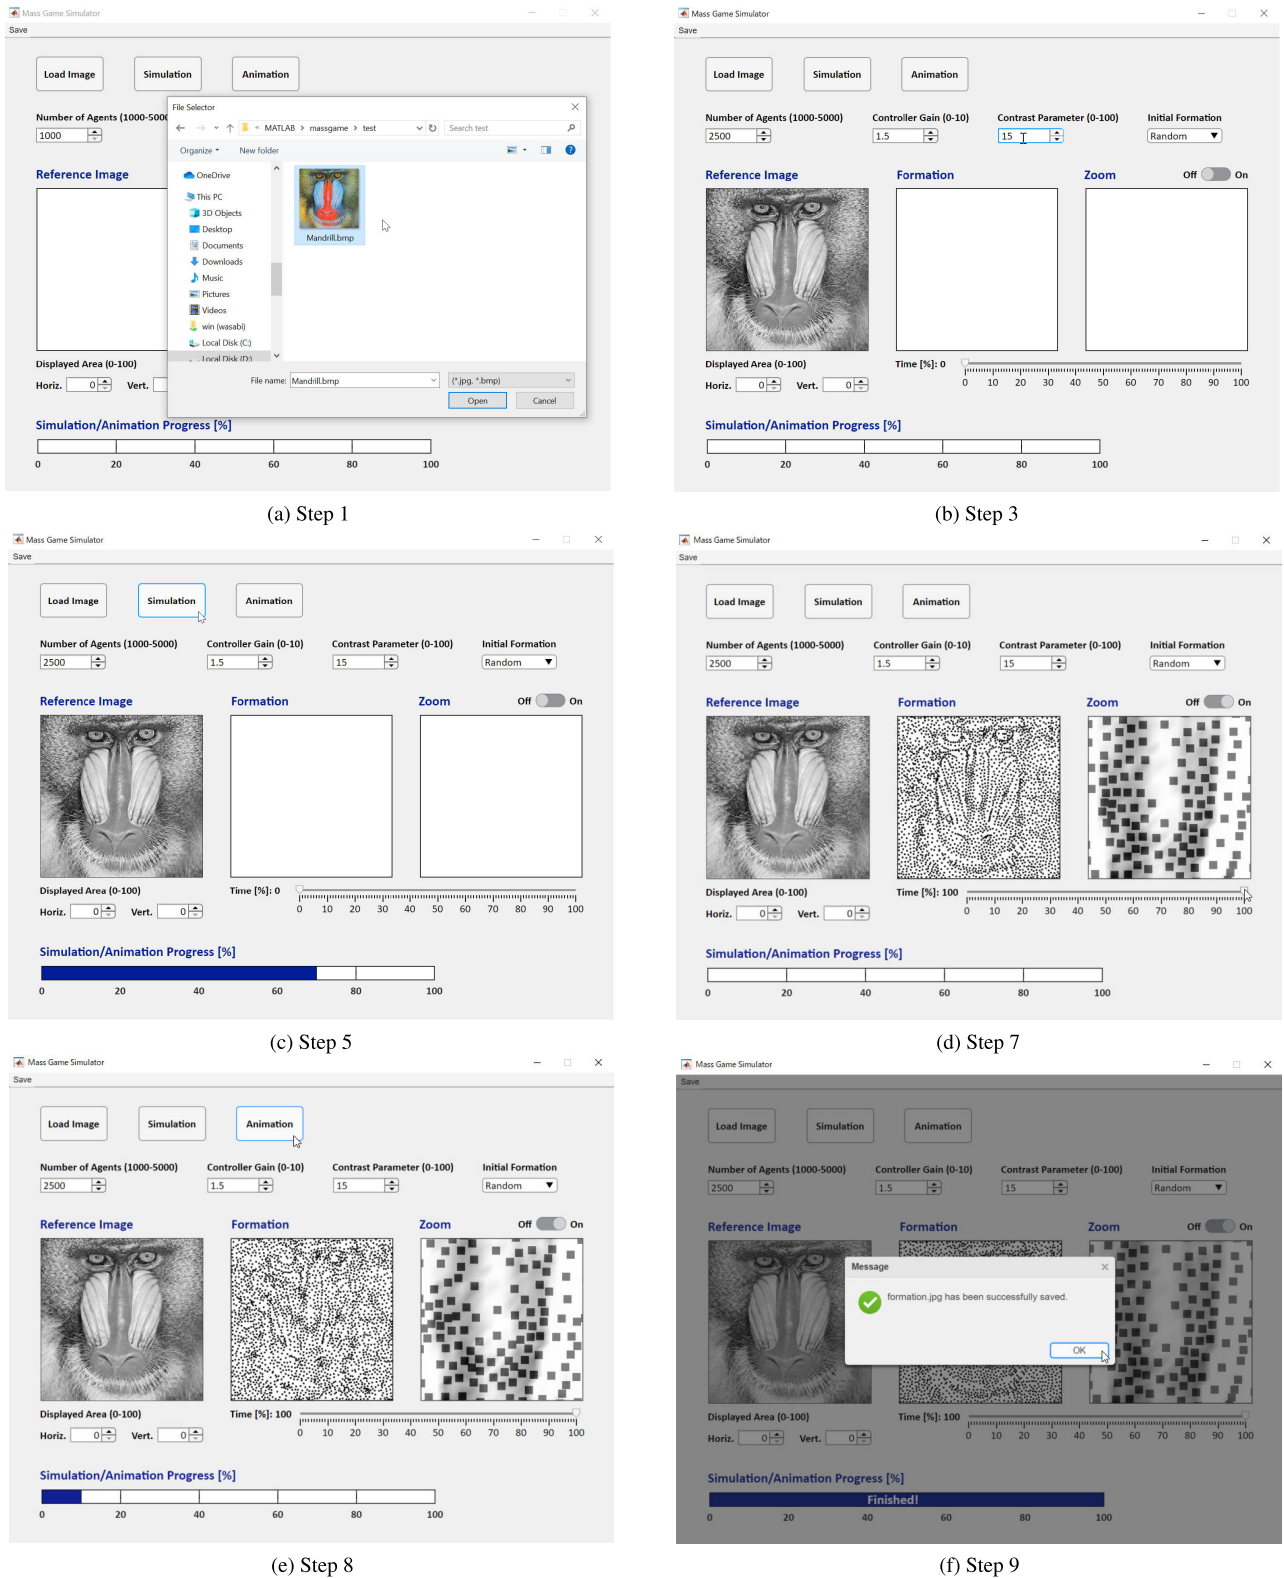 Mass Game Simulator
Save
Load Image Simulation Animation
Number of Agents (1000-5000
1000
Reference Image
Displayed Area (0-100)
Horiz. 0 Vert.
Simulation/Animation Progress [%]
0 20 40 60 80 100
File Selector
« MATLAB > massgame > test
Search test
Organize New folder
OneDrive
This PC
3D Objects
Desktop
Documents
Downloads
Music
Pictures
Videos
win (wasabi)
Local Disk (C:)
Local Disk (D:)
Mandrill.bmp
File name: Mandrill.bmp (*.jpg, *.bmp)
Open Cancel
(a) Step 1
Mass Game Simulator
Save
Load Image Simulation Animation
Number of Agents (1000-5000) Controller Gain (0-10) Contrast Parameter (0-100) Initial Formation
2500 1.5 15 Random
Reference Image Formation Zoom Off On
Displayed Area (0-100) Time [%]: 0
0 10 20 30 40 50 60 70 80 90 100
Horiz. 0 Vert. 0
Simulation/Animation Progress [%]
0 20 40 60 80 100
(b) Step 3
Mass Game Simulator
Save
Load Image Simulation Animation
Number of Agents (1000-5000) Controller Gain (0-10) Contrast Parameter (0-100) Initial Formation
2500 1.5 15 Random
Reference Image Formation Zoom Off On
Displayed Area (0-100) Time [%]: 0
Horiz. 0 Vert. 0 0 10 20 30 40 50 60 70 80 90 100
Simulation/Animation Progress [%]
0 20 40 60 80 100
(c) Step 5
Mass Game Simulator
Save
Load Image Simulation Animation
Number of Agents (1000-5000) Controller Gain (0-10) Contrast Parameter (0-100) Initial Formation
2500 1.5 15 Random
Reference Image Formation Zoom Off On
Displayed Area (0-100) Time [%]: 100
Horiz. 0 Vert. 0 0 10 20 30 40 50 60 70 80 90 100
Simulation/Animation Progress [%]
0 20 40 60 80 100
(d) Step 7
Mass Game Simulator
Save
Load Image Simulation Animation
Number of Agents (1000-5000) Controller Gain (0-10) Contrast Parameter (0-100) Initial Formation
2500 1.5 15 Random
Reference Image Formation Zoom Off On
Displayed Area (0-100) Time [%]: 100
Horiz. 0 Vert. 0 0 10 20 30 40 50 60 70 80 90 100
Simulation/Animation Progress [%]
0 20 40 60 80 100
(e) Step 8
Mass Game Simulator
Save
Load Image Simulation Animation
Number of Agents (1000-5000) Controller Gain (0-10) Contrast Parameter (0-100) Initial Formation
2500 1.5 15 Random
Reference Image Formation Zoom Off On
Message
formation.jpg has been successfully saved.
OK
Displayed Area (0-100) Time [%]: 100
Horiz. 0 Vert. 0 0 10 20 30 40 50 60 70 80 90 100
Simulation/Animation Progress [%]
Finished!
0 20 40 60 80 100
(f) Step 9